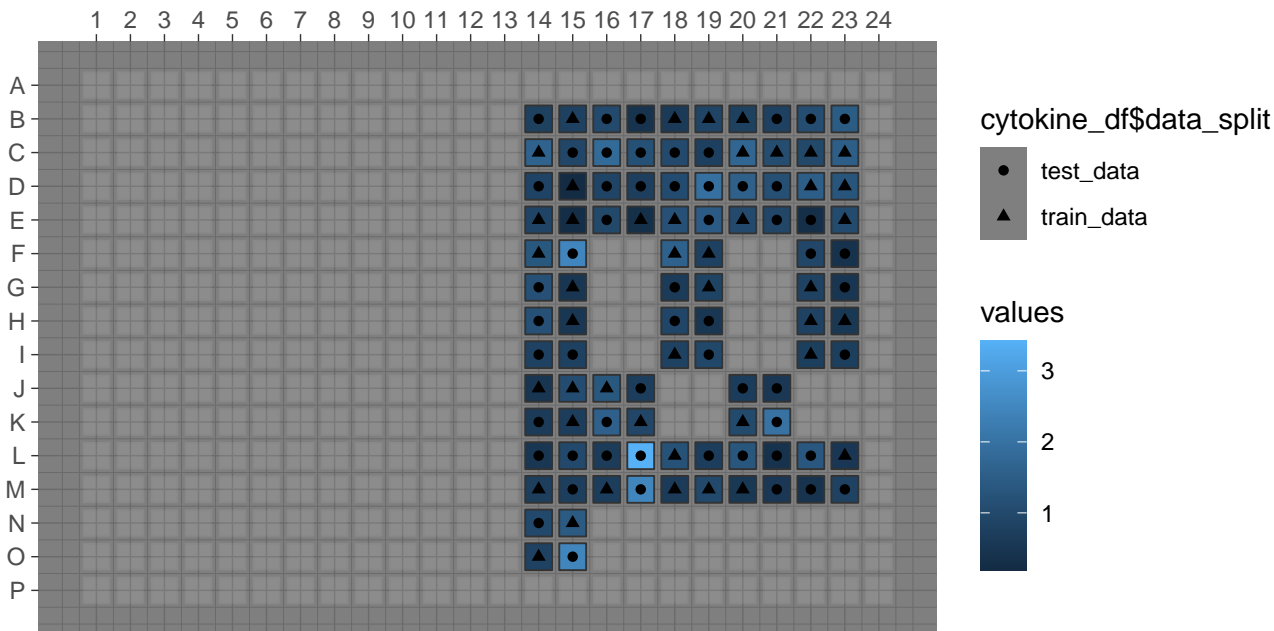 1 2 3 4 5 6 7 8 9 10 11 12 13 14 15 16 17 18 19 20 21 22 23 24
A
B
C
D
E
F
G
H
I
J
K
L
M
N
O
P
cytokine_df$data_split
test_data
train_data
values
3
2
1